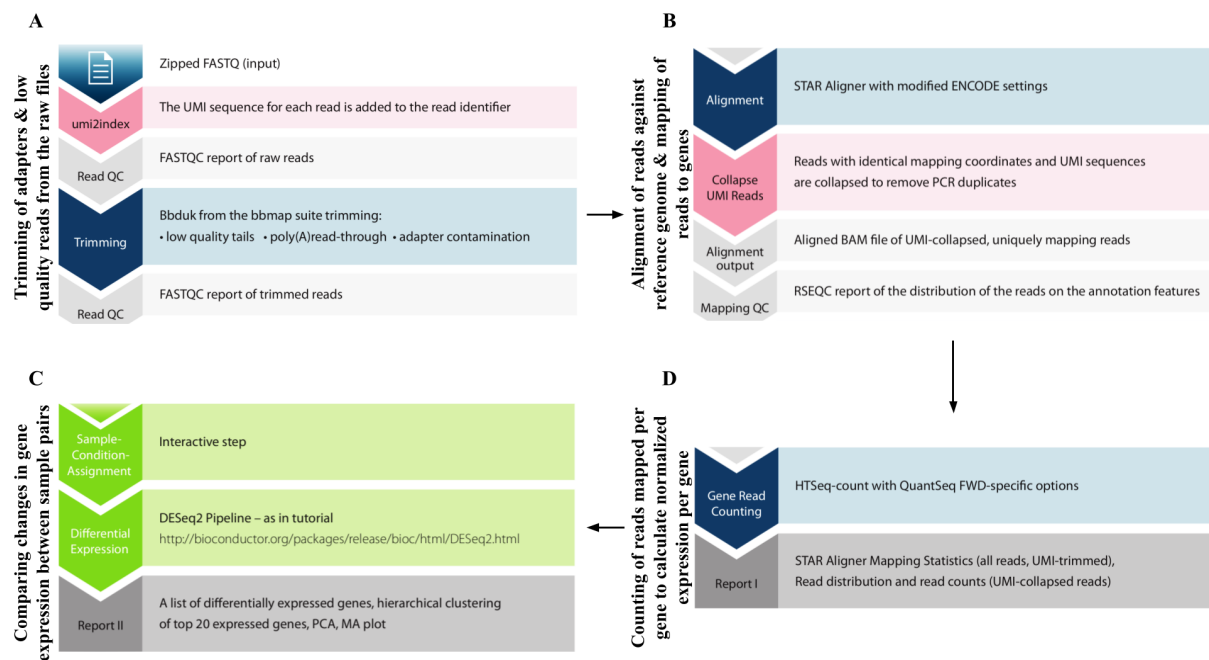 A
Trimming of adapters & low
quality reads from the raw files
Zipped FASTQ (input)
umi2index
The UMI sequence for each read is added to the read identifier
Read QC
FASTQC report of raw reads
Trimming
Bbduk from the bbmap suite trimming:
• low quality tails • poly(A)read-through • adapter contamination
Read QC
FASTQC report of trimmed reads
B
Alignment of reads against
reference genome & mapping of
reads to genes
Alignment
STAR Aligner with modified ENCODE settings
Collapse
UMI Reads
Reads with identical mapping coordinates and UMI sequences
are collapsed to remove PCR duplicates
Alignment
output
Aligned BAM file of UMI-collapsed, uniquely mapping reads
Mapping QC
RSEQC report of the distribution of the reads on the annotation features
C
Comparing changes in gene
expression between sample pairs
Sample-
Condition-
Assignment
Interactive step
Differential
Expression
DESeq2 Pipeline – as in tutorial
http://bioconductor.org/packages/release/bioc/html/DESeq2.html
Report II
A list of differentially expressed genes, hierarchical clustering
of top 20 expressed genes, PCA, MA plot
D
Counting of reads mapped per
gene to calculate normalized
expression per gene
Gene Read
Counting
HTSeq-count with QuantSeq FWD-specific options
Report I
STAR Aligner Mapping Statistics (all reads, UMI-trimmed),
Read distribution and read counts (UMI-collapsed reads)